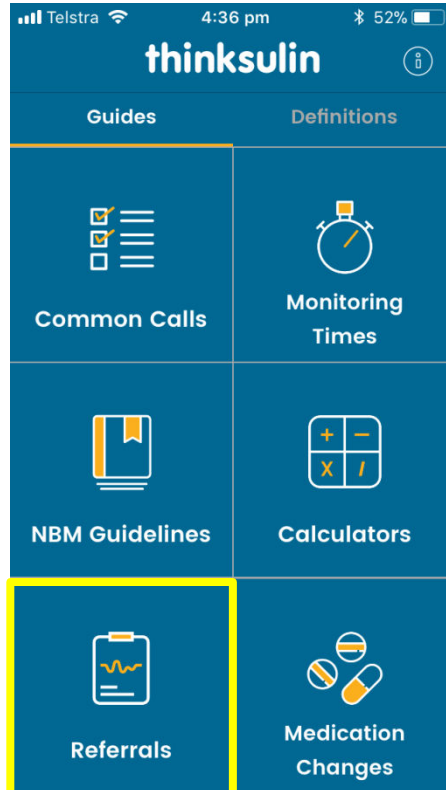 Telstra 4:36 pm 52%
thinksulin
Guides Definitions
Common Calls
Monitoring
Times
NBM Guidelines
Calculators
+ −
X /
Referrals
Medication
Changes